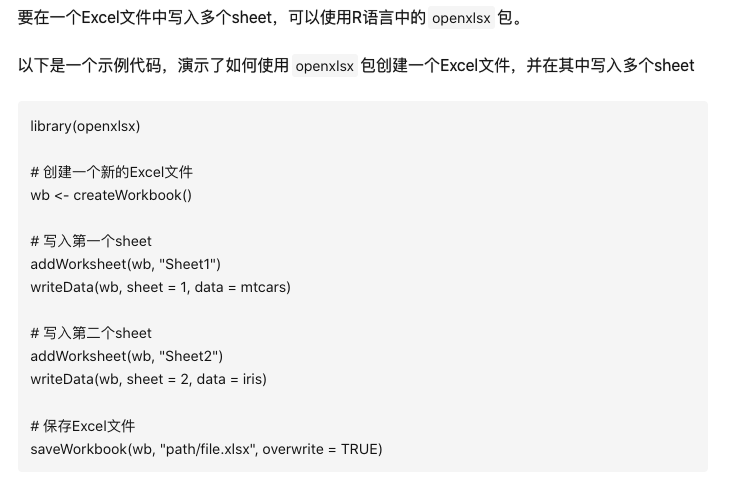 要在一个Excel文件中写入多个sheet，可以使用R语言中的 openxlsx 包。
以下是一个示例代码，演示了如何使用 openxlsx 包创建一个Excel文件，并在其中写入多个sheet
library(openxlsx)
# 创建一个新的Excel文件
wb <- createWorkbook()
# 写入第一个sheet
addWorksheet(wb, "Sheet1")
writeData(wb, sheet = 1, data = mtcars)
# 写入第二个sheet
addWorksheet(wb, "Sheet2")
writeData(wb, sheet = 2, data = iris)
# 保存Excel文件
saveWorkbook(wb, "path/file.xlsx", overwrite = TRUE)